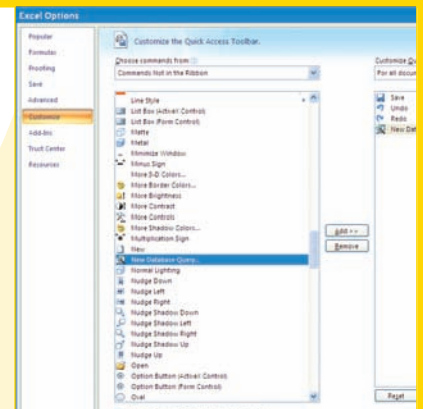 Excel Options
Popular
Formulas
Proofing
Save
Advanced
Customize
Add-Ins
Trust Center
Resources
Customize the Quick Access Toolbar.
Choose commands from:
Commands Not in the Ribbon
Line Style
List Box (ActiveX Control)
List Box (Form Control)
Matte
Metal
Minimize Window
Minus Sign
More 3-D Colors...
More Border Colors...
More Brightness
More Contrast
More Controls
More Shadow Colors...
Multiplication Sign
New
New Database Query...
Normal Lighting
Nudge Down
Nudge Left
Nudge Right
Nudge Shadow Down
Nudge Shadow Left
Nudge Shadow Right
Nudge Shadow Up
Nudge Up
Open
Option Button (ActiveX Control)
Option Button (Form Control)
Oval
Add >>
Remove
Customize Qu
For all docum
Save
Undo
Redo
New Dat
Reset